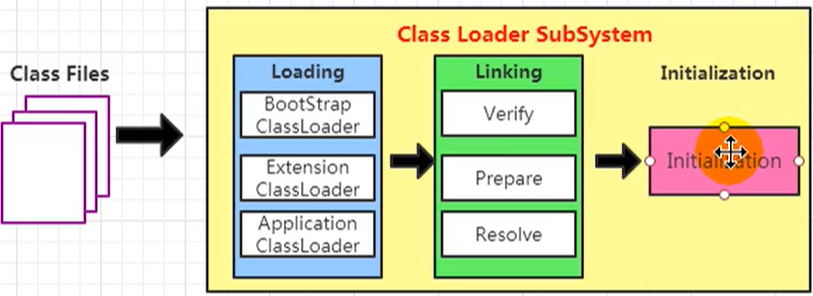 Class Loader SubSystem
Class Files
Loading
BootStrap
ClassLoader
Extension
ClassLoader
Application
ClassLoader
Linking
Verify
Prepare
Resolve
Initialization
Initialization